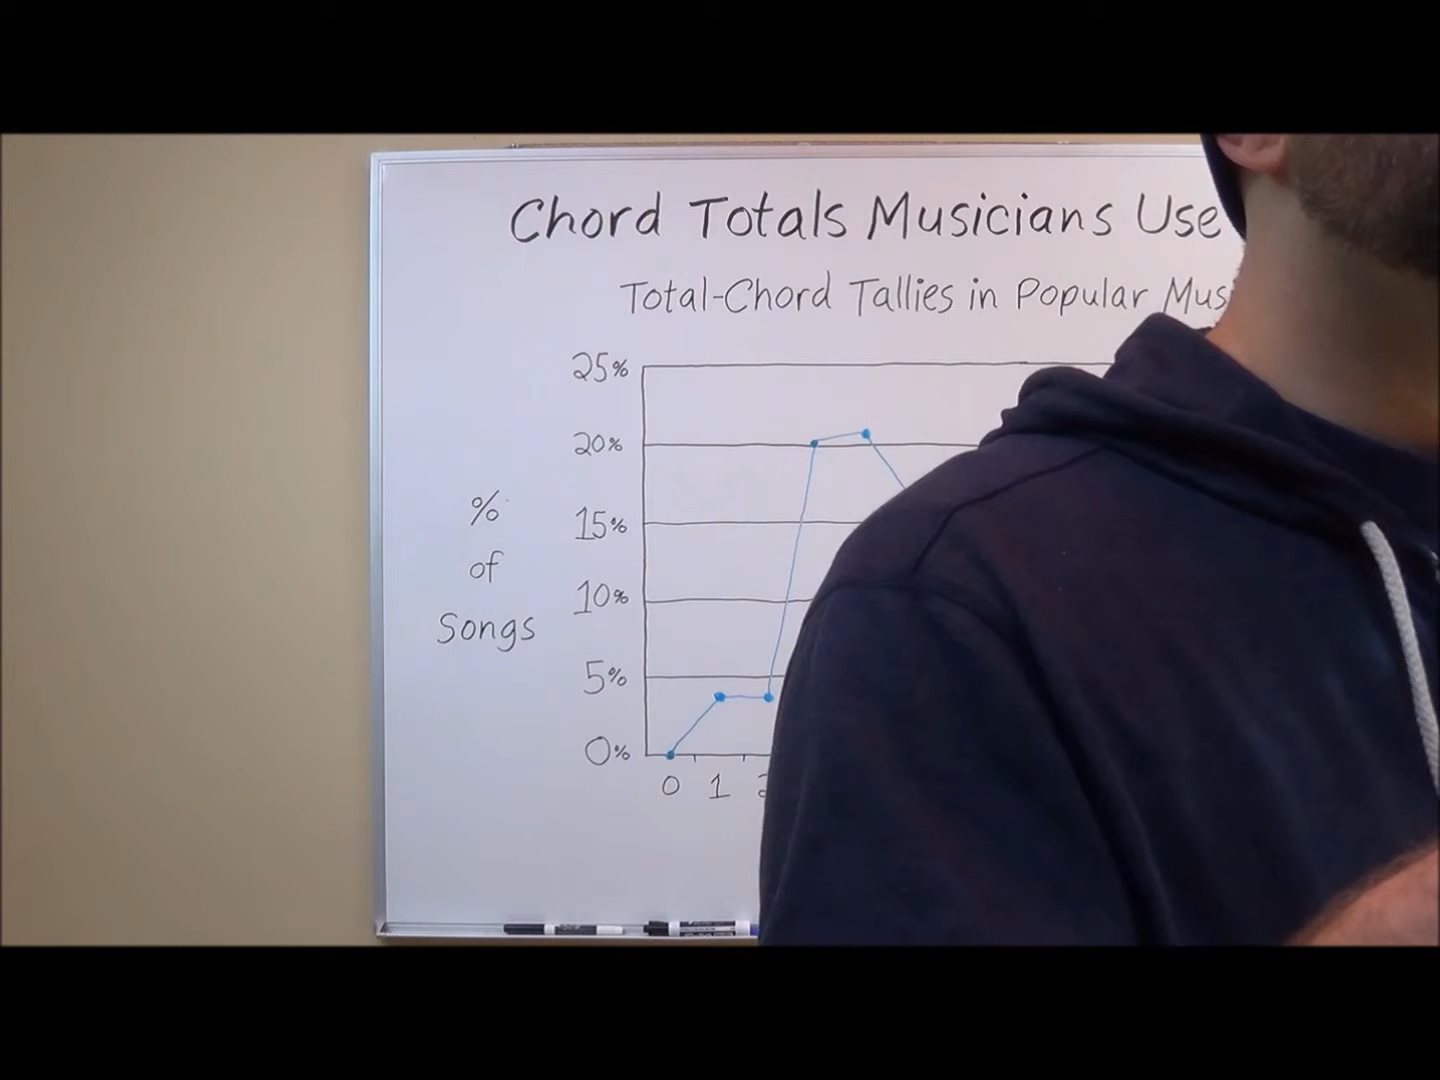 Chord Totals Musicians Use
Total-Chord Tallies in Popular
25%
20%
15%
10%
5%
0%
%
of
Songs
0 1